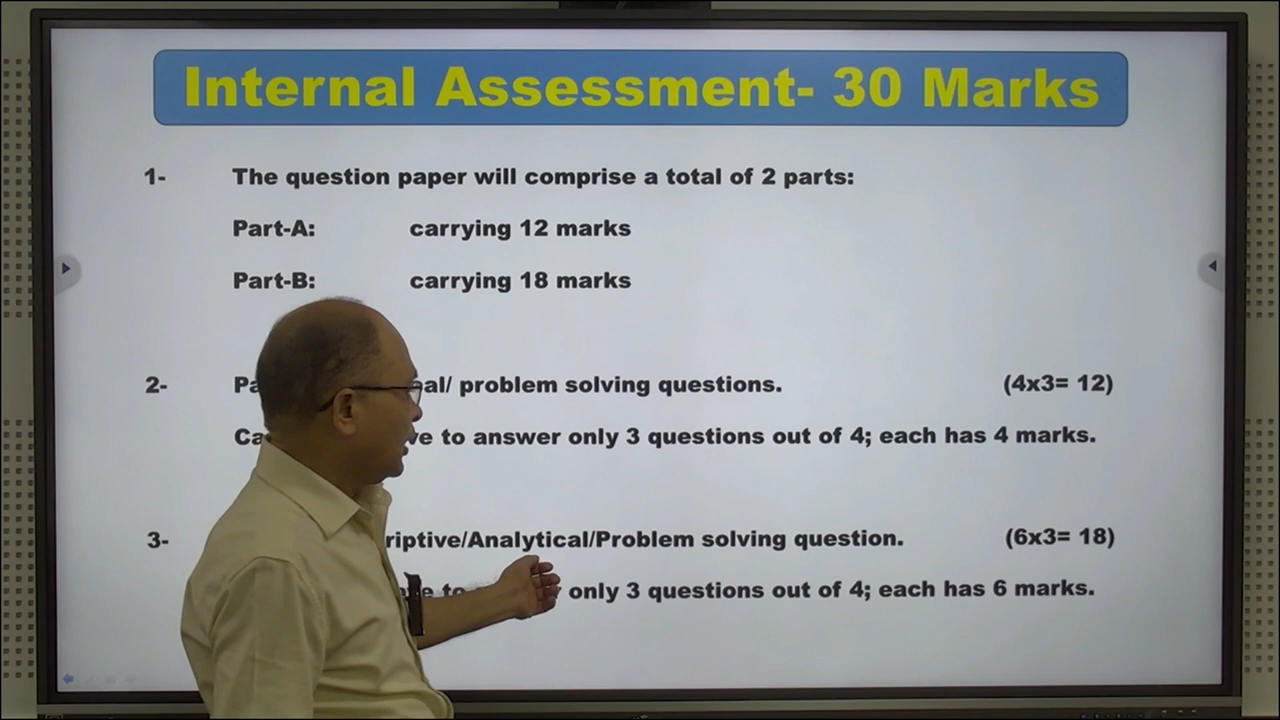 Internal Assessment- 30 Marks
1- The question paper will comprise a total of 2 parts:
Part-A: carrying 12 marks
Part-B: carrying 18 marks
2- problem solving questions. (4x3= 12)
to answer only 3 questions out of 4; each has 4 marks.
3- /Analytical/Problem solving question. (6x3= 18)
only 3 questions out of 4; each has 6 marks.